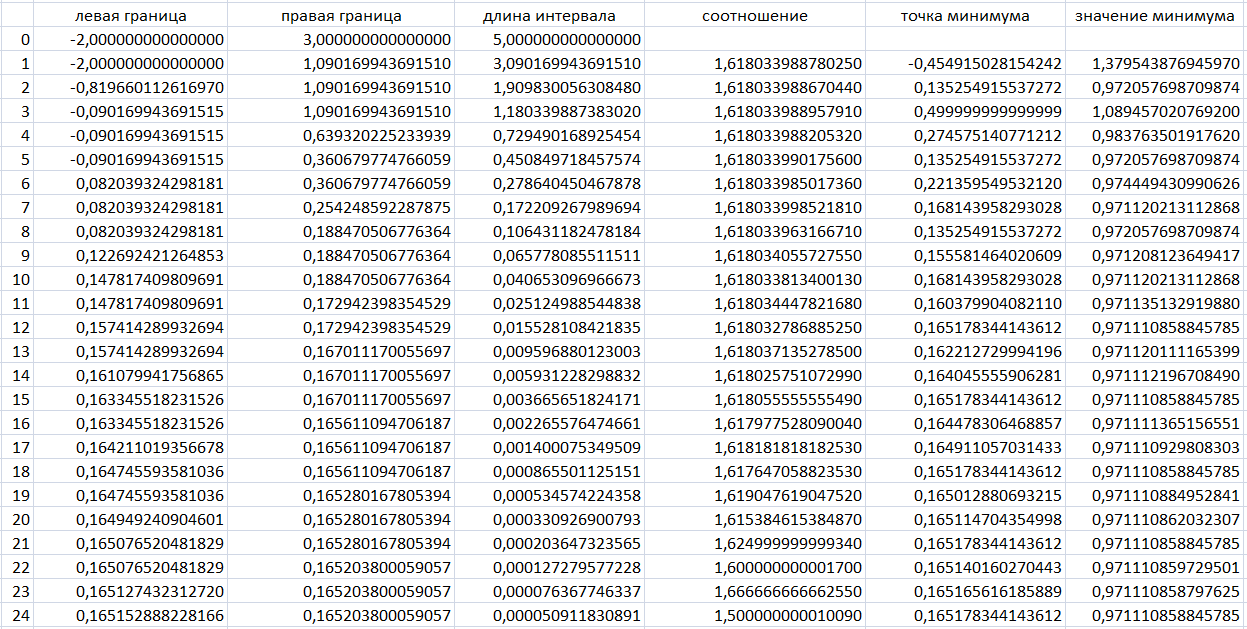 левая граница правая граница длина интервала соотношение точка минимума значение минимума
0 -2,000000000000000 3,000000000000000 5,000000000000000
1 -2,000000000000000 1,090169943691510 3,090169943691510 1,618033988780250 -0,454915028154242 1,379543876945970
2 -0,819660112616970 1,090169943691510 1,909830056308480 1,618033988670440 0,135254915537272 0,972057698709874
3 -0,090169943691515 1,090169943691510 1,180339887383020 1,618033988957910 0,499999999999999 1,089457020769200
4 -0,090169943691515 0,639320225233939 0,729490168925454 1,618033988205320 0,274575140771212 0,983763501917620
5 -0,090169943691515 0,360679774766059 0,450849718457574 1,618033990175600 0,135254915537272 0,972057698709874
6 0,082039324298181 0,360679774766059 0,278640450467878 1,618033985017360 0,221359549532120 0,974449430990626
7 0,082039324298181 0,254248592287875 0,172209267989694 1,618033998521810 0,168143958293028 0,971120213112868
8 0,082039324298181 0,188470506776364 0,106431182478184 1,618033963166710 0,135254915537272 0,972057698709874
9 0,122692421264853 0,188470506776364 0,065778085511511 1,618034055727550 0,155581464020609 0,971208123649417
10 0,147817409809691 0,188470506776364 0,040653096966673 1,618033813400130 0,168143958293028 0,971120213112868
11 0,147817409809691 0,172942398354529 0,025124988544838 1,618034447821680 0,160379904082110 0,971135132919880
12 0,157414289932694 0,172942398354529 0,015528108421835 1,618032786885250 0,165178344143612 0,971110858845785
13 0,157414289932694 0,167011170055697 0,009596880123003 1,618037135278500 0,162212729994196 0,971120111165399
14 0,161079941756865 0,167011170055697 0,005931228298832 1,618025751072990 0,164045555906281 0,971112196708490
15 0,163345518231526 0,167011170055697 0,003665651824171 1,618055555555490 0,165178344143612 0,971110858845785
16 0,163345518231526 0,165611094706187 0,002265576474661 1,617977528090040 0,164478306468857 0,971111365156551
17 0,164211019356678 0,165611094706187 0,001400075349509 1,618181818182530 0,164911057031433 0,971110929808303
18 0,164745593581036 0,165611094706187 0,000865501125151 1,617647058823530 0,165178344143612 0,971110858845785
19 0,164745593581036 0,165280167805394 0,000534574224358 1,619047619047520 0,165012880693215 0,971110884952841
20 0,164949240904601 0,165280167805394 0,000330926900793 1,615384615384870 0,165114704354998 0,971110862032307
21 0,165076520481829 0,165280167805394 0,000203647323565 1,624999999999340 0,165178344143612 0,971110858845785
22 0,165076520481829 0,165203800059057 0,000127279577228 1,600000000001700 0,165140160270443 0,971110859729501
23 0,165127432312720 0,165203800059057 0,000076367746337 1,666666666662550 0,165165616185889 0,971110858797625
24 0,165152888228166 0,165203800059057 0,000050911830891 1,500000000010090 0,165178344143612 0,971110858845785